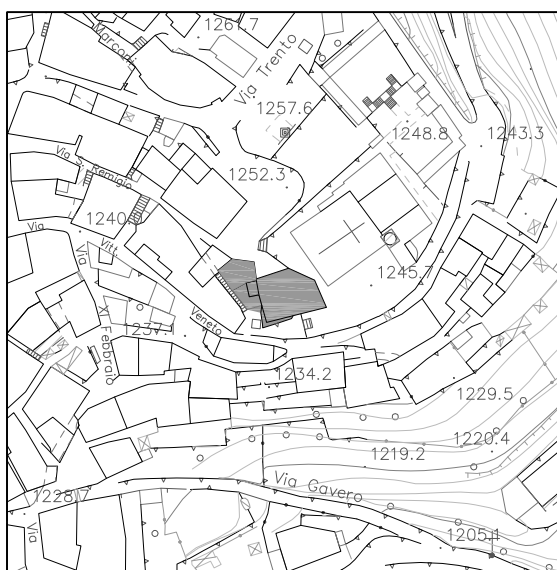 1261.7
Marconi
Via Trento
1257.6
1248.8
1243.3
Via S. Remigio
1252.3
1240
Via
Vitt.
Veneto
Via
XI Febbraio
1245.7
1237.
1234.2
1229.5
1220.4
1219.2
Via Gavero
1228.7
Via
1205.1